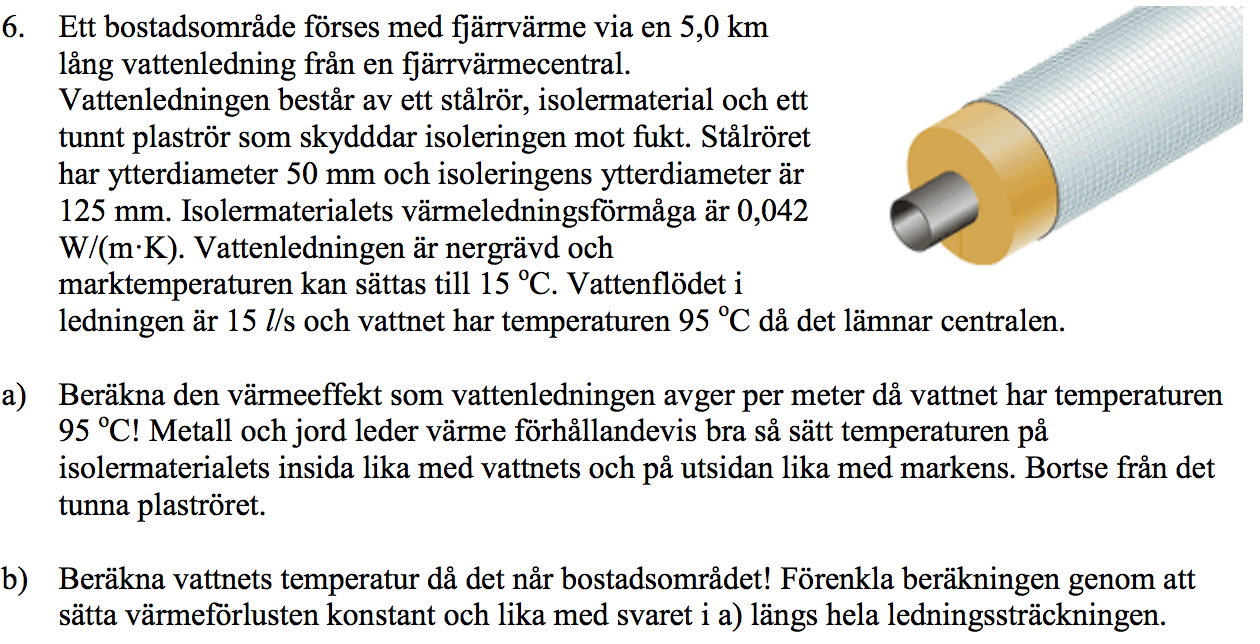 6. Ett bostadsområde förses med fjärrvärme via en 5,0 km
lång vattenledning från en fjärrvärmecentral.
Vattenledningen består av ett stålrör, isolermaterial och ett
tunnt plaströr som skydddar isoleringen mot fukt. Stålröret
har ytterdiameter 50 mm och isoleringens ytterdiameter är
125 mm. Isolermaterialets värmeledningsförmåga är 0,042
W/(m·K). Vattenledningen är nergrävd och
marktemperaturen kan sättas till 15 °C. Vattenflödet i
ledningen är 15 l/s och vattnet har temperaturen 95 °C då det lämnar centralen.
a) Beräkna den värmeeffekt som vattenledningen avger per meter då vattnet har temperaturen
95 °C! Metall och jord leder värme förhållandevis bra så sätt temperaturen på
isolermaterialets insida lika med vattnets och på utsidan lika med markens. Bortse från det
tunna plaströret.
b) Beräkna vattnets temperatur då det når bostadsområdet! Förenkla beräkningen genom att
sätta värmeförlusten konstant och lika med svaret i a) längs hela ledningssträckningen.